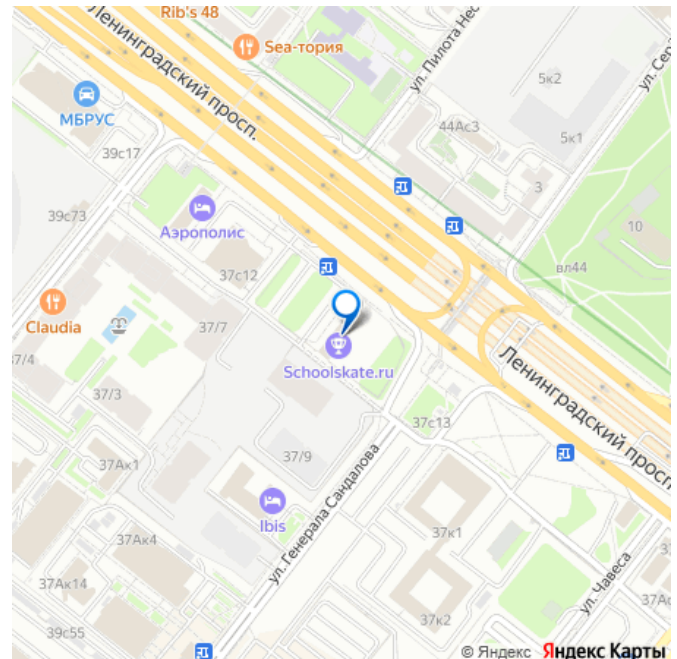 Rib's 48
Sea-тория
Ленинградский просп.
ул. Пилота Нес
ул. Сер
5к2
МБРУС
44Ас3
5к1
39с17
3
Аэрополис
39с73
10
37с12
вл44
Claudia
37/7
Schoolskate.ru
Ленинградский просп.
37/4
37/3
37с13
37Ак1
37/9
ул. Генерала Сандалова
Ibis
37к1
37Ак4
ул. Чавеса
37Ак14
37Ас
37к2
39с55
© Яндекс Яндекс Карты